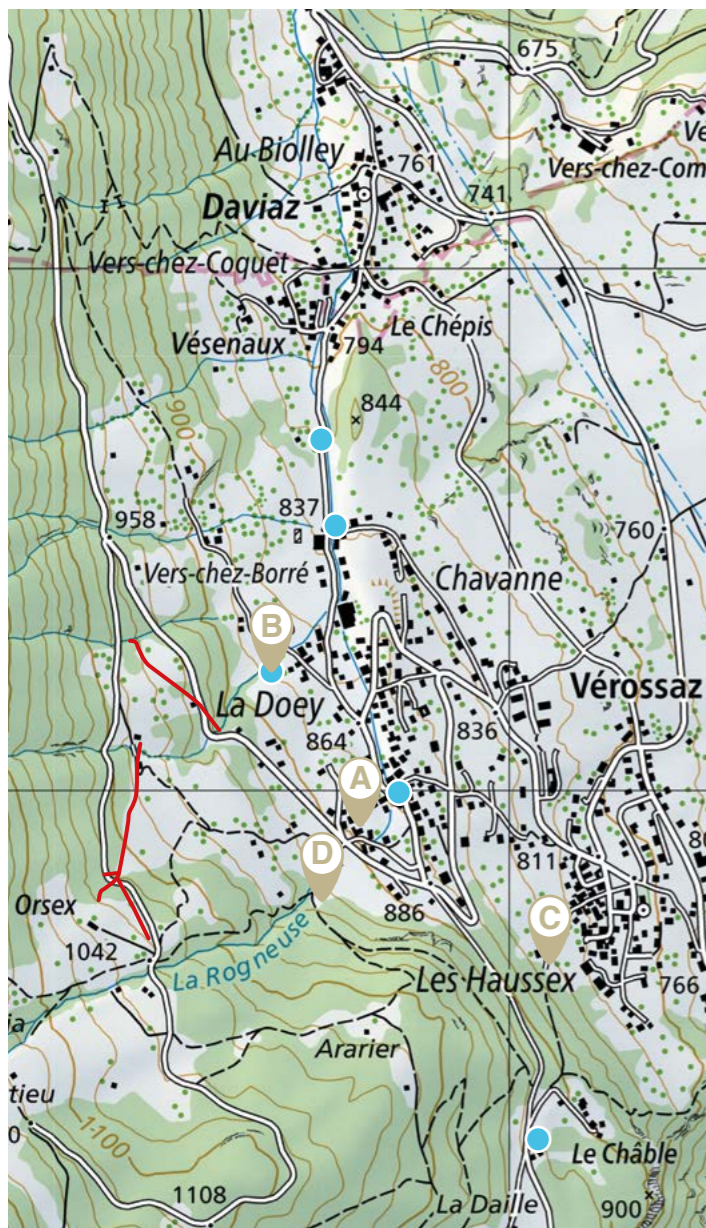 675
Au Biolley
761
Vers-chez-Com
Daviaz
741
Vers-chez-Coquet
Le Chépis
Vésenaux
794
800
900
844
837
958
760
Vers-chez-Borré
Chavanne
B
La Doey
Vérossaz
864
836
A
D
811
C
Orsex
886
1042
La Rogneuse
Les Haussex
766
Ararier
tieu
0
1100
Le Châble
1108
La Daille
900